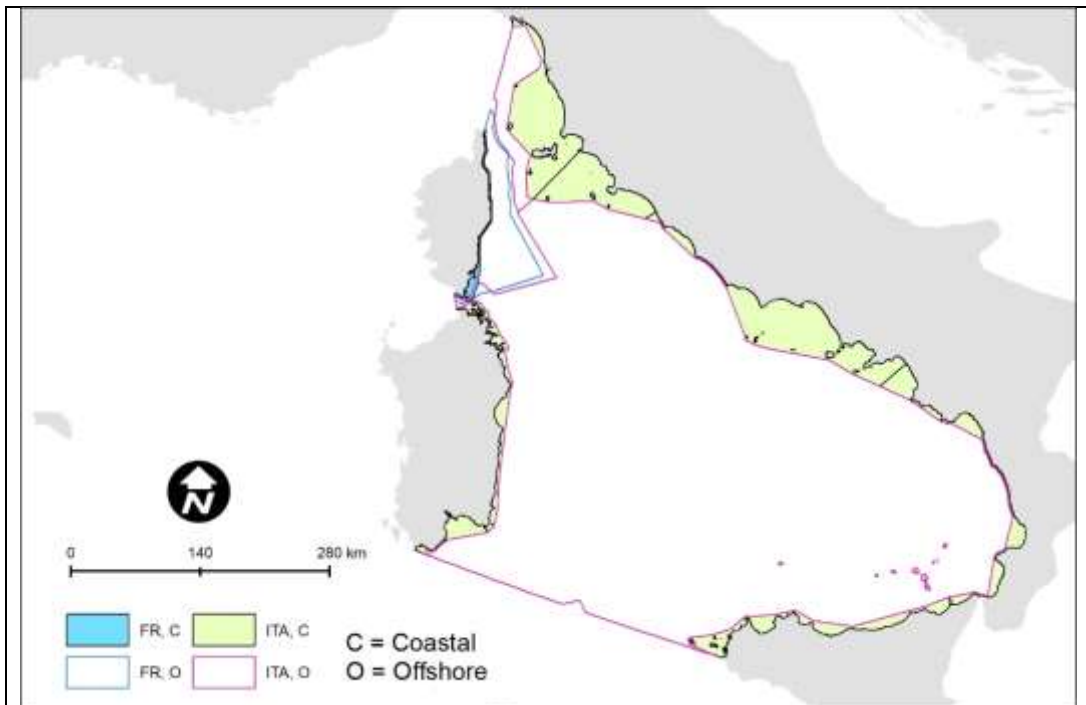 N
0 140 280 km
FR, C ITA, C
FR, O ITA, O
C = Coastal
O = Offshore